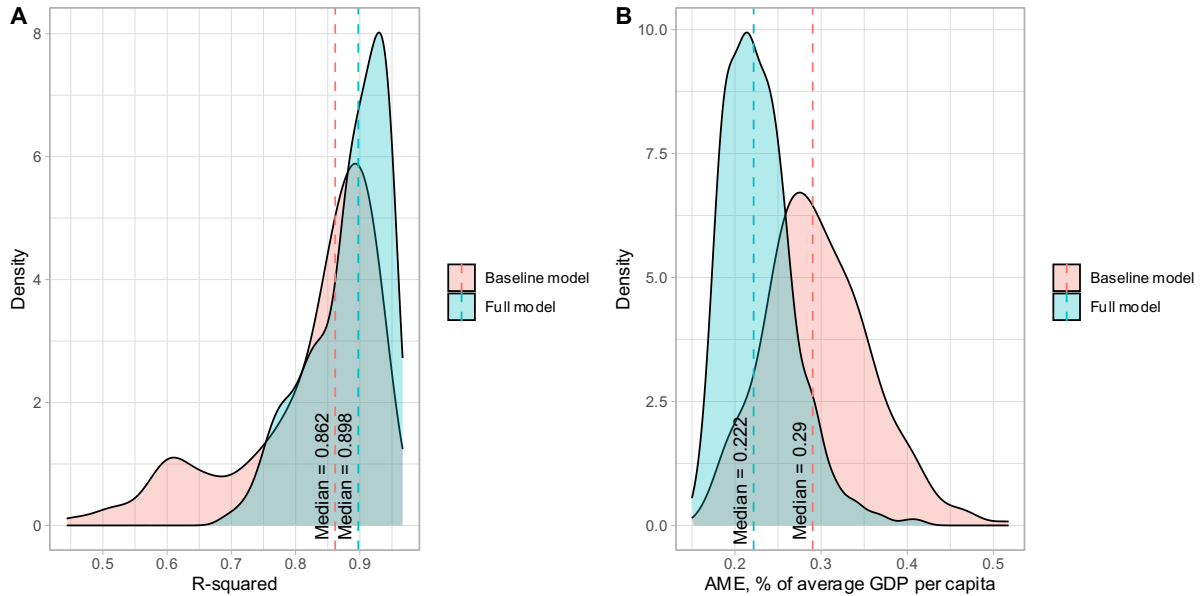 A
Density
8
6
4
2
0
Median = 0.862
Median = 0.898
0.5 0.6 0.7 0.8 0.9
R-squared
Baseline model
Full model
B
Density
10.0
7.5
5.0
2.5
0.0
Median = 0.222
Median = 0.29
0.2 0.3 0.4 0.5
AME, % of average GDP per capita
Baseline model
Full model